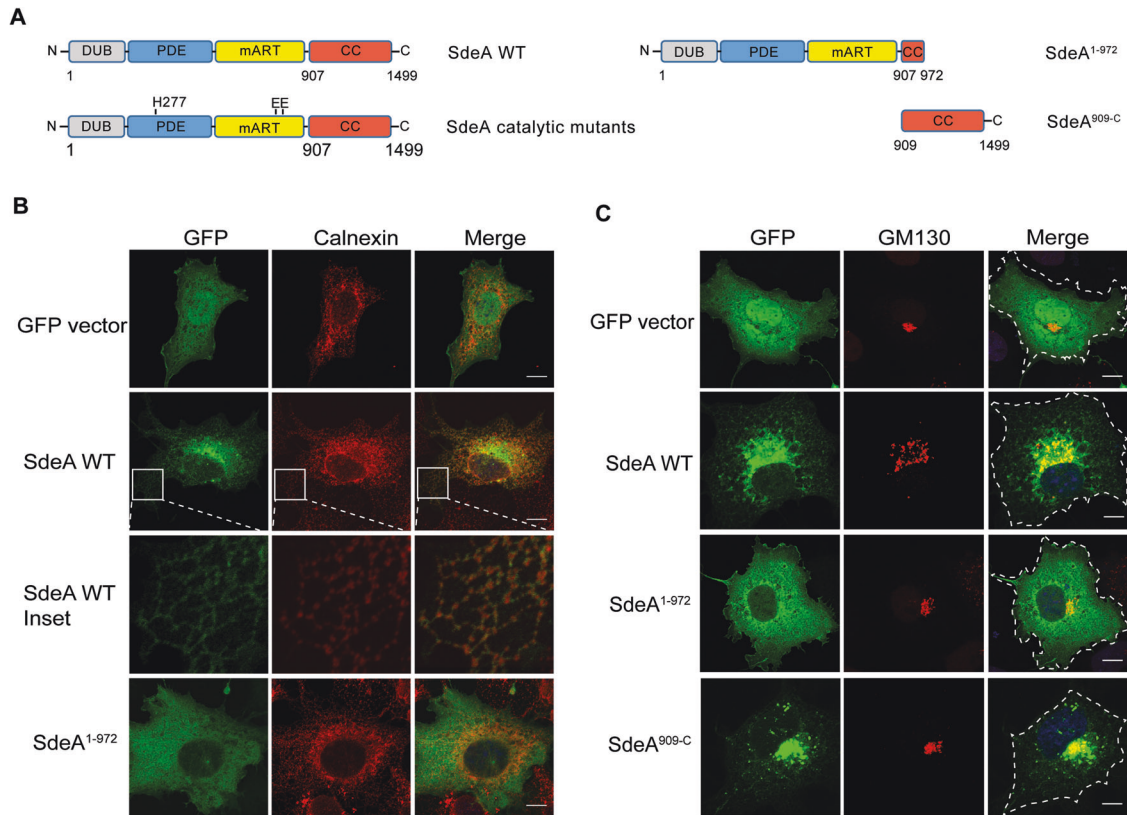 A
N DUB PDE mART CC C SdeA WT
1 907 1499
H277 EE
N DUB PDE mART CC C SdeA catalytic mutants
1 907 1499
N DUB PDE mART CC SdeA1-972
1 907 972
CC C SdeA909-C
909 1499
B
GFP Calnexin Merge
GFP vector
SdeA WT
SdeA WT
Inset
SdeA1-972
C
GFP GM130 Merge
GFP vector
SdeA WT
SdeA1-972
SdeA909-C